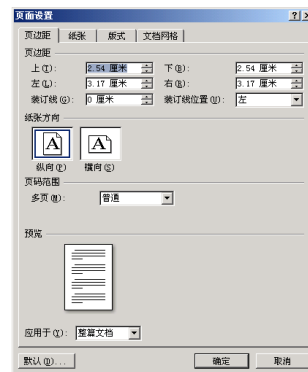 页面设置
页边距 纸张 版式 文档网格
页边距
上(T): 2.54 厘米 下(B): 2.54 厘米
左(L): 3.17 厘米 右(R): 3.17 厘米
装订线(G): 0 厘米 装订线位置(U): 左
纸张方向
A A
纵向(P) 横向(S)
页码范围
多页(M): 普通
预览
应用于(Y): 整篇文档
默认(D)... 确定 取消